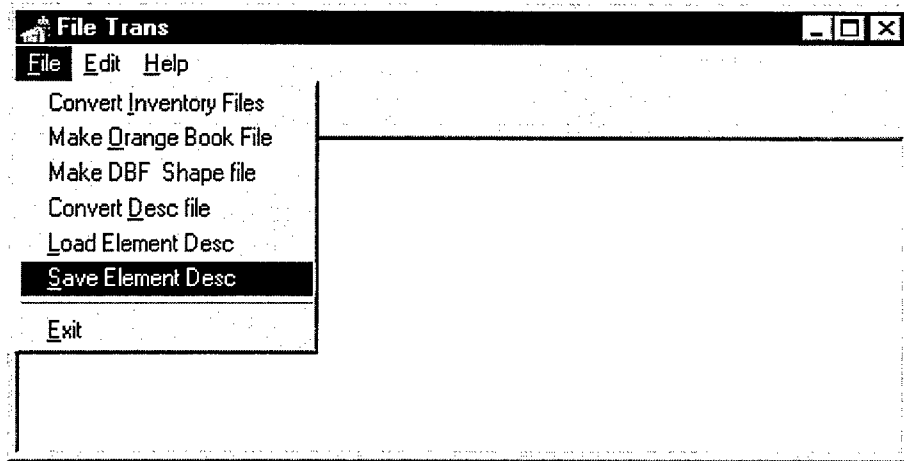 File Trans
File Edit Help
Convert Inventory Files
Make Orange Book File
Make DBF Shape file
Convert Desc file
Load Element Desc
Save Element Desc
Exit